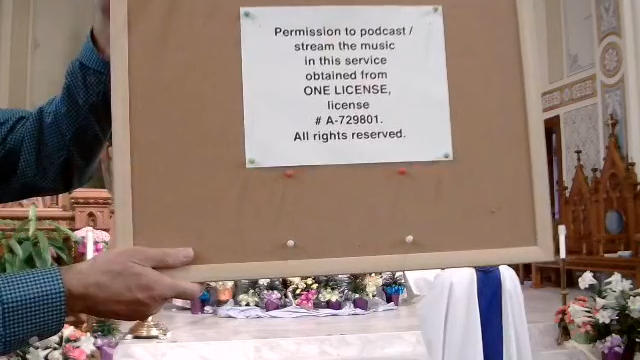 Permission to podcast /
stream the music
in this service
obtained from
ONE LICENSE,
license
# A-729801.
All rights reserved.